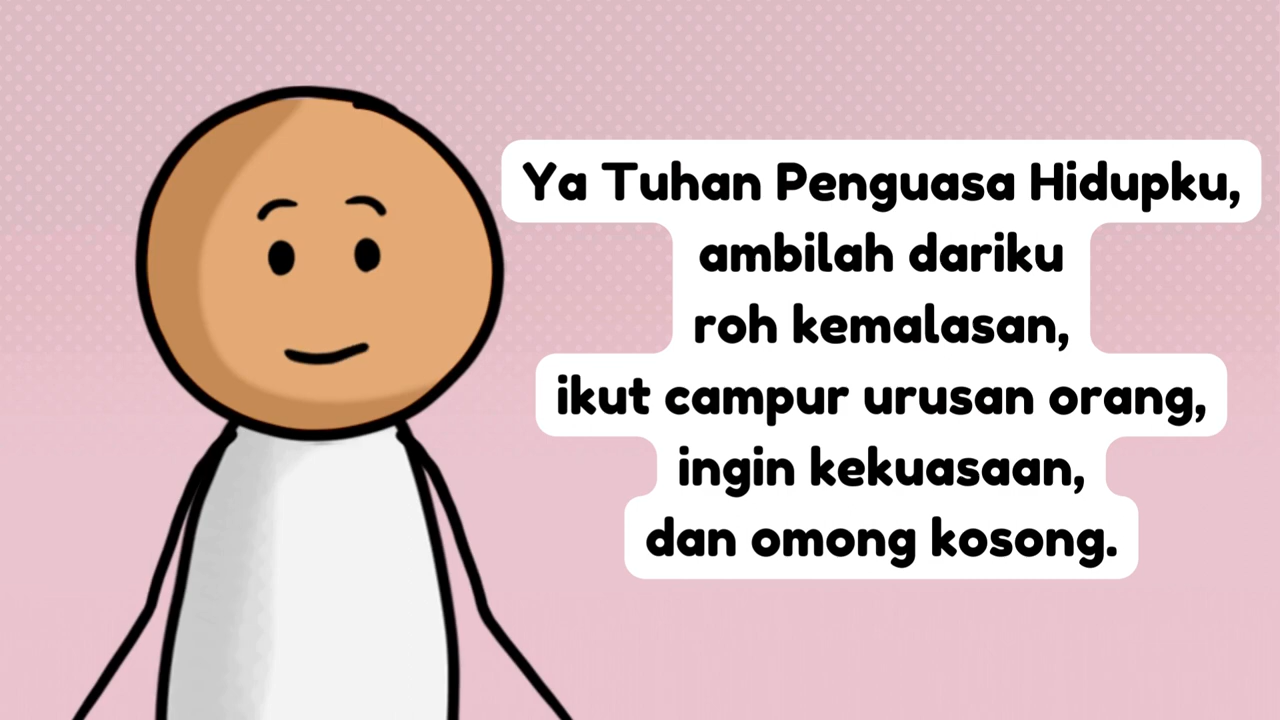 Ya Tuhan Penguasa Hidupku,
ambilah dariku
roh kemalasan,
ikut campur urusan orang,
ingin kekuasaan,
dan omong kosong.